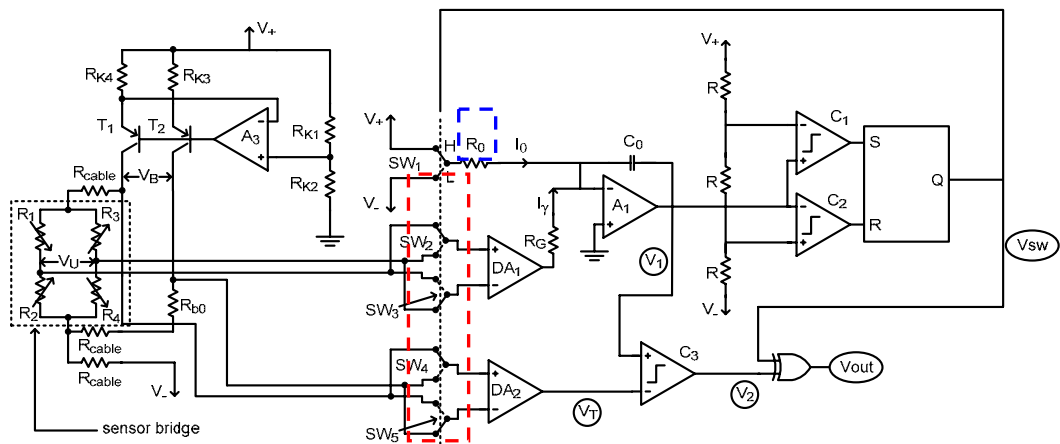 V+
RK4
RK3
T1
T2
A3
RK1
RK2
Rcable
VB
R1
R3
VU
R2
R4
Rb0
Rcable
Rcable
V-
sensor bridge
V+
SW1
V-
H
L
R0
I0
C0
Iγ
RG
A1
V1
SW2
DA1
SW3
SW4
DA2
SW5
VT
C3
V2
V+
R
R
R
V-
C1
C2
S
R
Q
Vsw
Vout